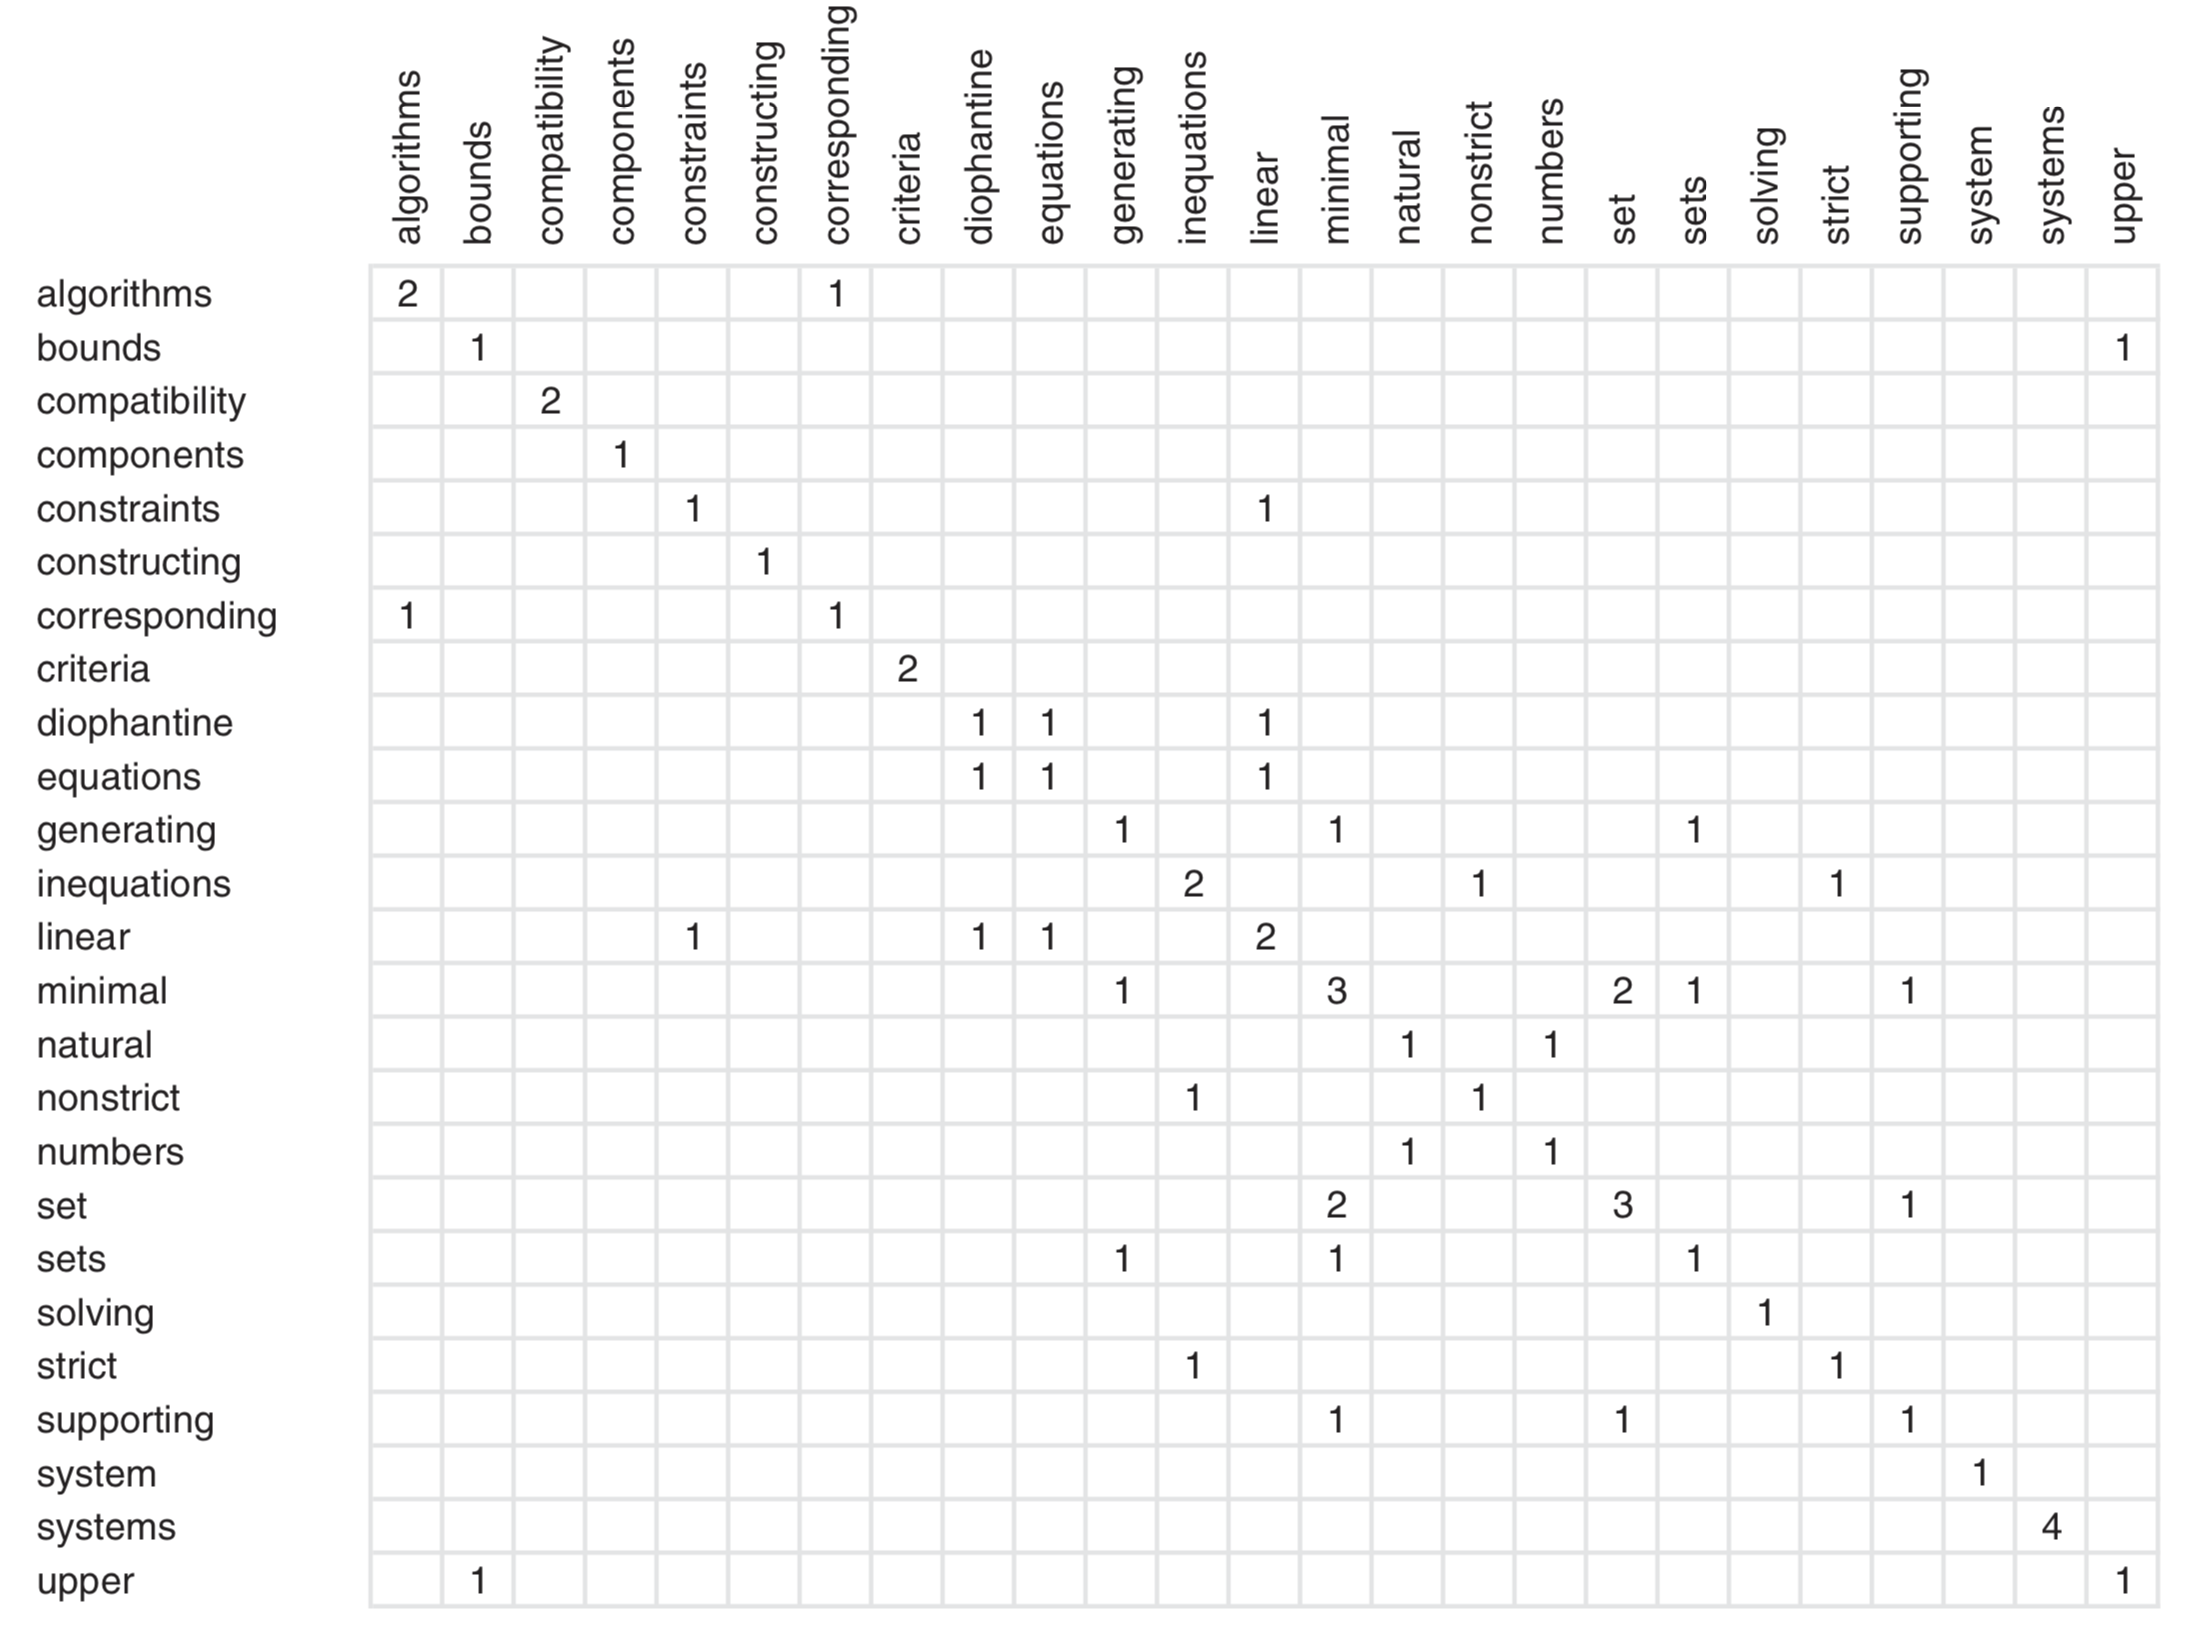 algorithms bounds compatibility components constraints constructing corresponding criteria diophantine equations generating inequations linear minimal natural nonstrict numbers set sets solving strict supporting system systems upper
algorithms 2 1
bounds 1 1
compatibility 2
components 1
constraints 1 1
constructing 1
corresponding 1 1
criteria 2
diophantine 1 1 1
equations 1 1 1
generating 1 1 1
inequations 2 1 1
linear 1 1 1 2
minimal 1 3 2 1 1
natural 1 1
nonstrict 1 1
numbers 1 1
set 2 3 1
sets 1 1 1
solving 1
strict 1 1
supporting 1 1 1
system 1
systems 4
upper 1 1